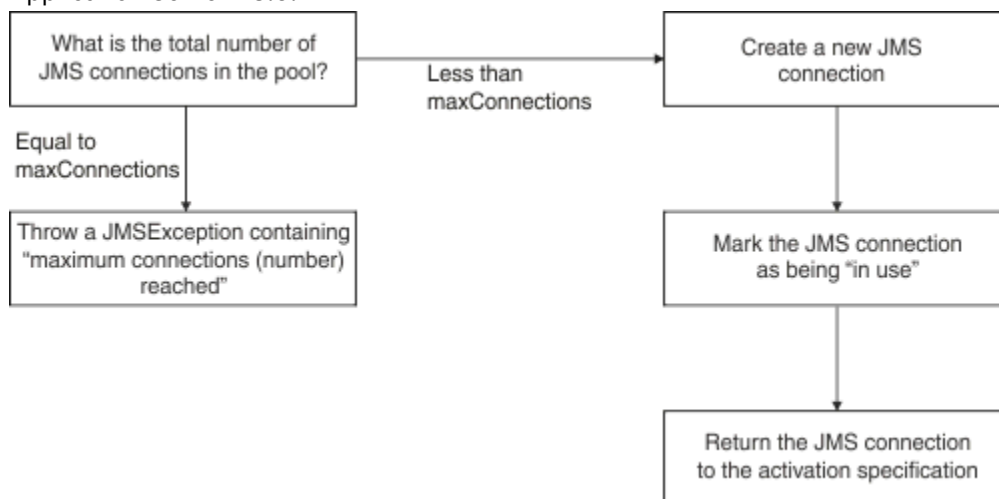 What is the total number of
JMS connections in the pool?
Less than
maxConnections
Create a new JMS
connection
Equal to
maxConnections
Throw a JMSException containing
“maximum connections (number)
reached”
Mark the JMS connection
as being “in use”
Return the JMS connection
to the activation specification